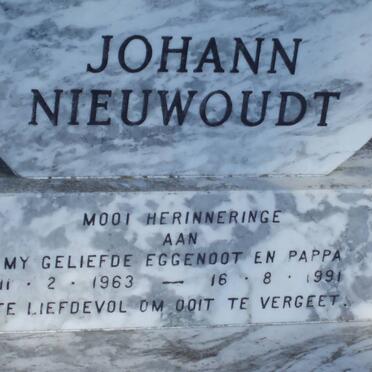 JOHANN
NIEUWOUDT
MOOI HERINNERINGE
AAN
MY GELIEFDE EGGENOOT EN PAPPA
11 · 2 · 1963 — 16 · 8 · 1991
TE LIEFDEVOL OM OOIT TE VERGEET.